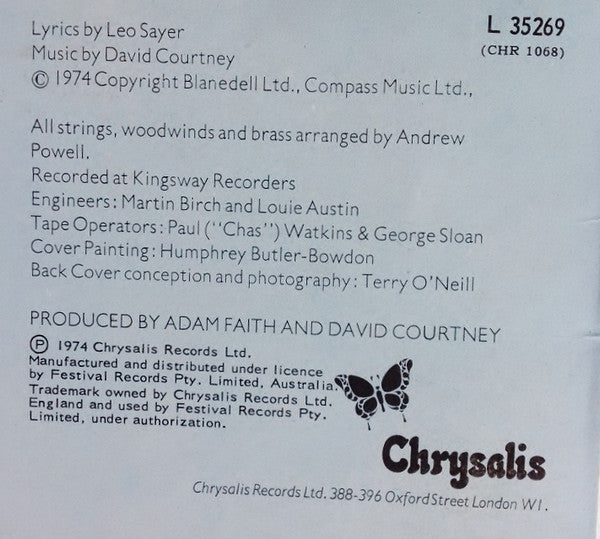 Lyrics by Leo Sayer
L 35269
Music by David Courtney
(CHR 1068)
© 1974 Copyright Blanedell Ltd., Compass Music Ltd.,
All strings, woodwinds and brass arranged by Andrew
Powell.
Recorded at Kingsway Recorders
Engineers: Martin Birch and Louie Austin
Tape Operators: Paul ("Chas") Watkins & George Sloan
Cover Painting: Humphrey Butler-Bowdon
Back Cover conception and photography: Terry O'Neill
PRODUCED BY ADAM FAITH AND DAVID COURTNEY
℗ 1974 Chrysalis Records Ltd.
Manufactured and distributed under licence
by Festival Records Pty. Limited, Australia.
Trademark owned by Chrysalis Records Ltd.
England and used by Festival Records Pty.
Limited, under authorization.
Chrysalis
Chrysalis Records Ltd. 388-396 Oxford Street London W1.